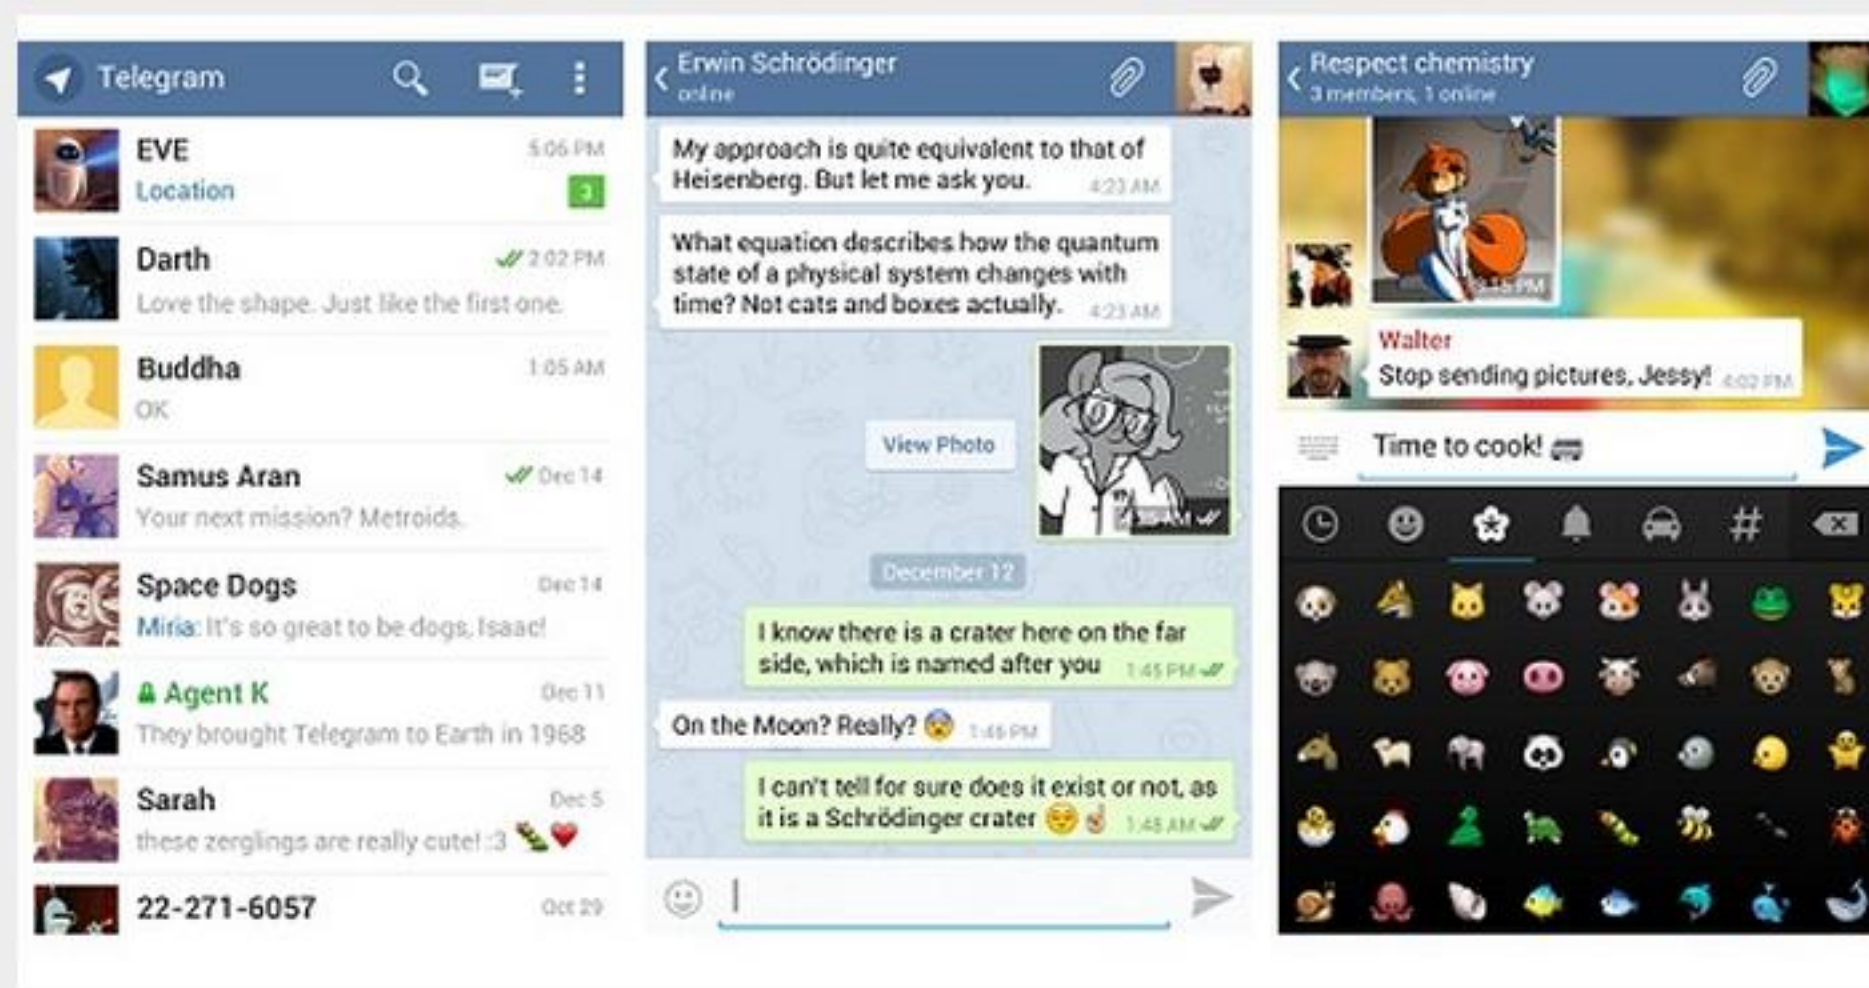 Telegram
EVE
5:05 PM
Location
3
Darth
2:02 PM
Love the shape. Just like the first one.
Buddha
1:05 AM
OK
Samus Aran
Dec 14
Your next mission? Metroids.
Space Dogs
Dec 14
Miria: It's so great to be dogs, Isaac!
Agent K
Dec 11
They brought Telegram to Earth in 1968
Sarah
Dec 5
these zerglings are really cute! :3 🐛❤️
22-271-6057
Oct 29
Erwin Schrödinger
online
My approach is quite equivalent to that of
Heisenberg. But let me ask you.
4:23 AM
What equation describes how the quantum
state of a physical system changes with
time? Not cats and boxes actually.
4:23 AM
View Photo
AM
December 12
I know there is a crater here on the far
side, which is named after you
1:45 PM
On the Moon? Really? 😨
1:46 PM
I can't tell for sure does it exist or not, as
it is a Schrödinger crater 😌☝
1:48 AM
Respect chemistry
3 members, 1 online
PM
Walter
Stop sending pictures, Jessy!
4:02 PM
Time to cook! 🚐
#